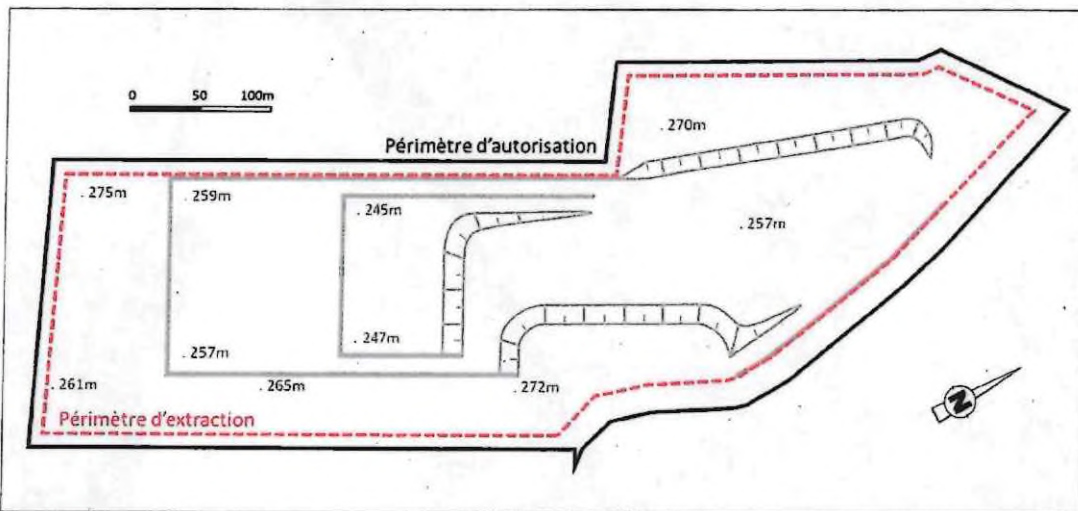 0 50 100m
. 270m
Périmètre d'autorisation
. 275m
. 259m
. 245m
. 257m
. 247m
. 257m
. 261m
. 265m
. 272m
Périmètre d'extraction
N